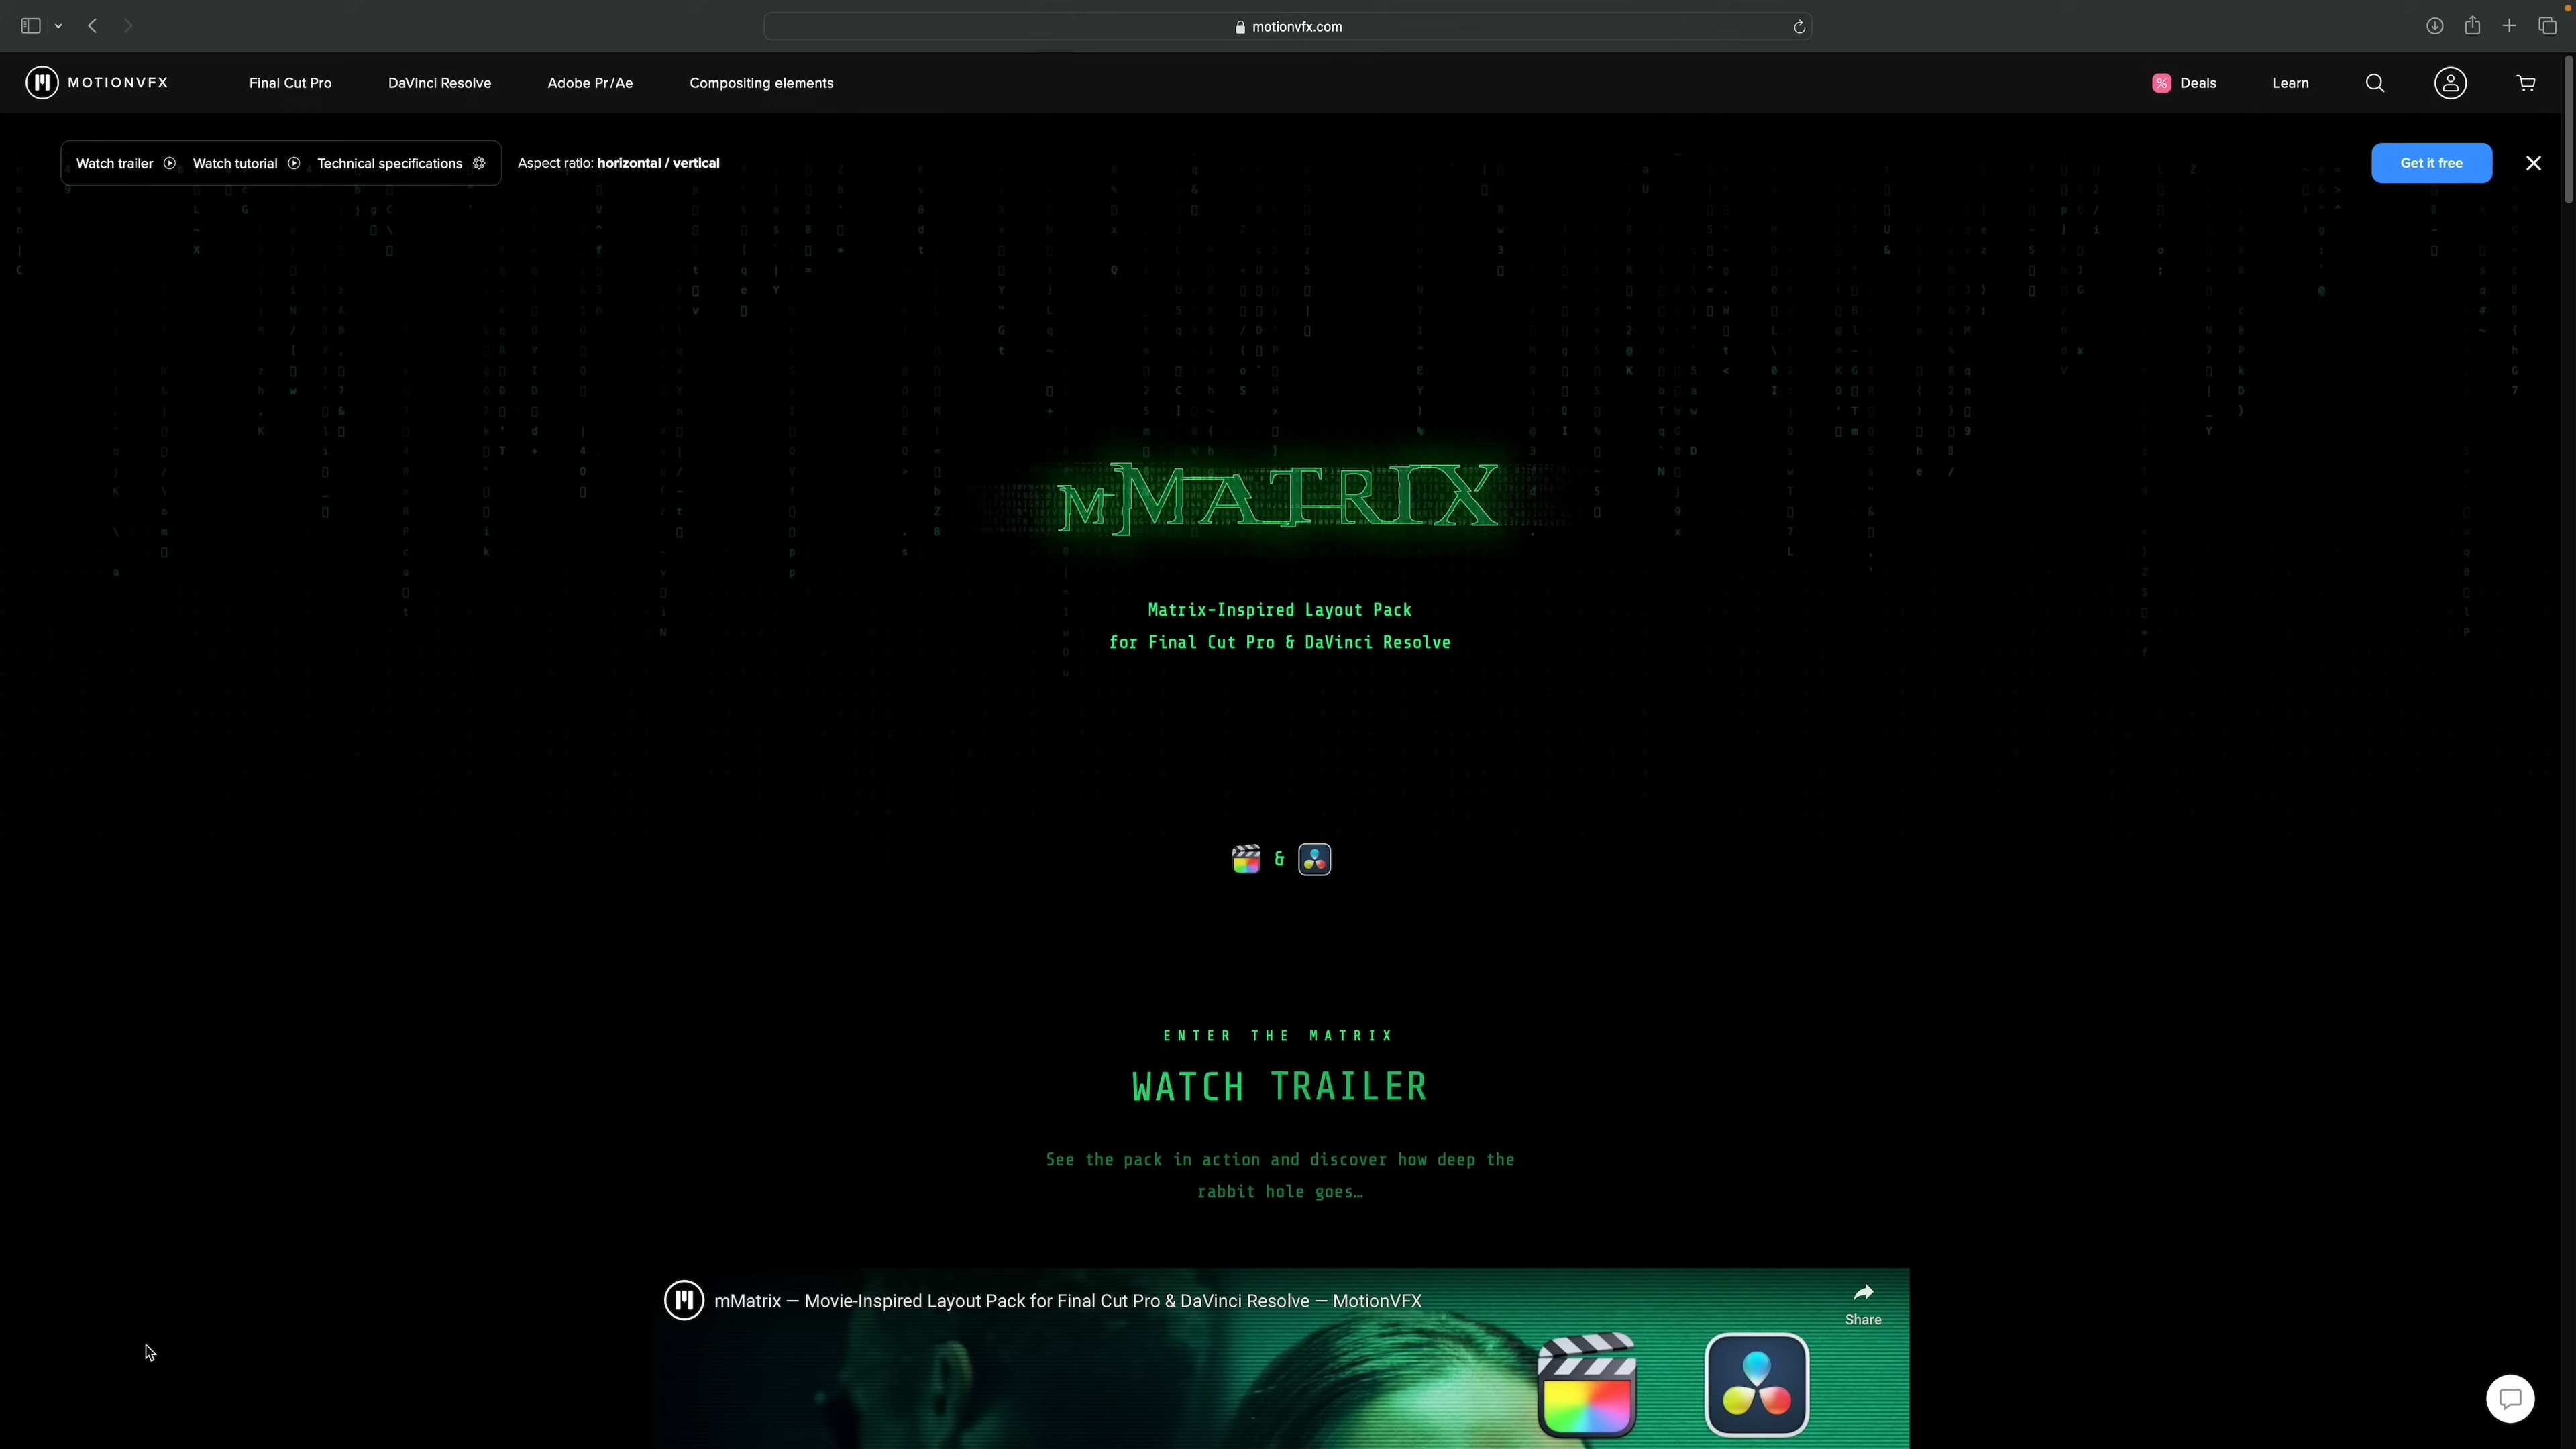 motionvfx.com
MOTIONVFX
Final Cut Pro
DaVinci Resolve
Adobe Pr/Ae
Compositing elements
% Deals
Learn
Watch trailer
Watch tutorial
Technical specifications
Aspect ratio: horizontal / vertical
Get it free
mMATRIX
Matrix-Inspired Layout Pack
for Final Cut Pro & DaVinci Resolve
&
ENTER THE MATRIX
WATCH TRAILER
See the pack in action and discover how deep the
rabbit hole goes…
mMatrix — Movie-Inspired Layout Pack for Final Cut Pro & DaVinci Resolve — MotionVFX
Share